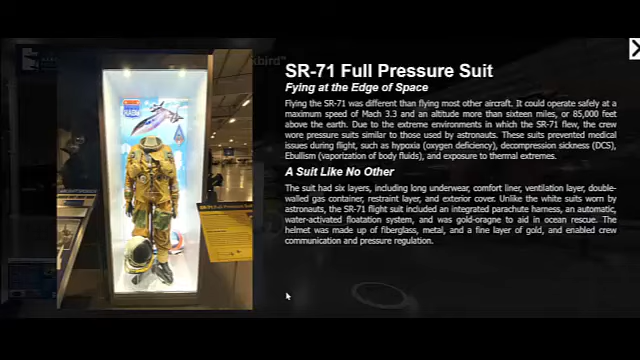 SR-71 Full Pressure Suit
Fying at the Edge of Space
Flying the SR-71 was different than flying most other aircraft. It could operate safely at a
maximum speed of Mach 3.3 and an altitude more than sixteen miles, or 85,000 feet
above the earth. Due to the extreme environments in which the SR-71 flew, the crew
wore pressure suits similar to those used by astronauts. These suits prevented medical
issues during flight, such as hypoxia (oxygen deficiency), decompression sickness (DCS),
Ebullism (vaporization of body fluids), and exposure to thermal extremes.
A Suit Like No Other
The suit had six layers, including long underwear, comfort liner, ventilation layer, double-
walled gas container, restraint layer, and exterior cover. Unlike the white suits worn by
astronauts, the SR-71 flight suit included an integrated parachute harness, an automatic,
water-activated floatation system, and was gold-oragne to aid in ocean rescue. The
helmet was made up of fiberglass, metal, and a fine layer of gold, and enabled crew
communication and pressure regulation.